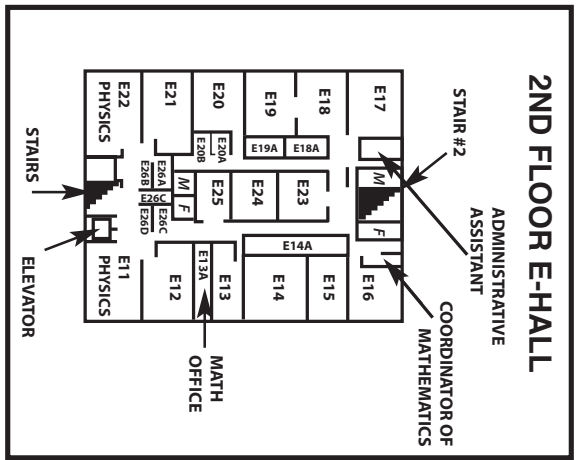 2ND FLOOR E-HALL
STAIR #2
ADMINISTRATIVE
ASSISTANT
COORDINATOR OF
MATHEMATICS
E17
M
F
E16
E18
E19
E18A
E19A
E23
E24
E25
E14A
E15
E14
E20
E20A
E20B
E21
M
F
E13
E13A
E12
E22
PHYSICS
E26A
E26B
E26C
E26C
E26D
E11
PHYSICS
STAIRS
ELEVATOR
MATH
OFFICE